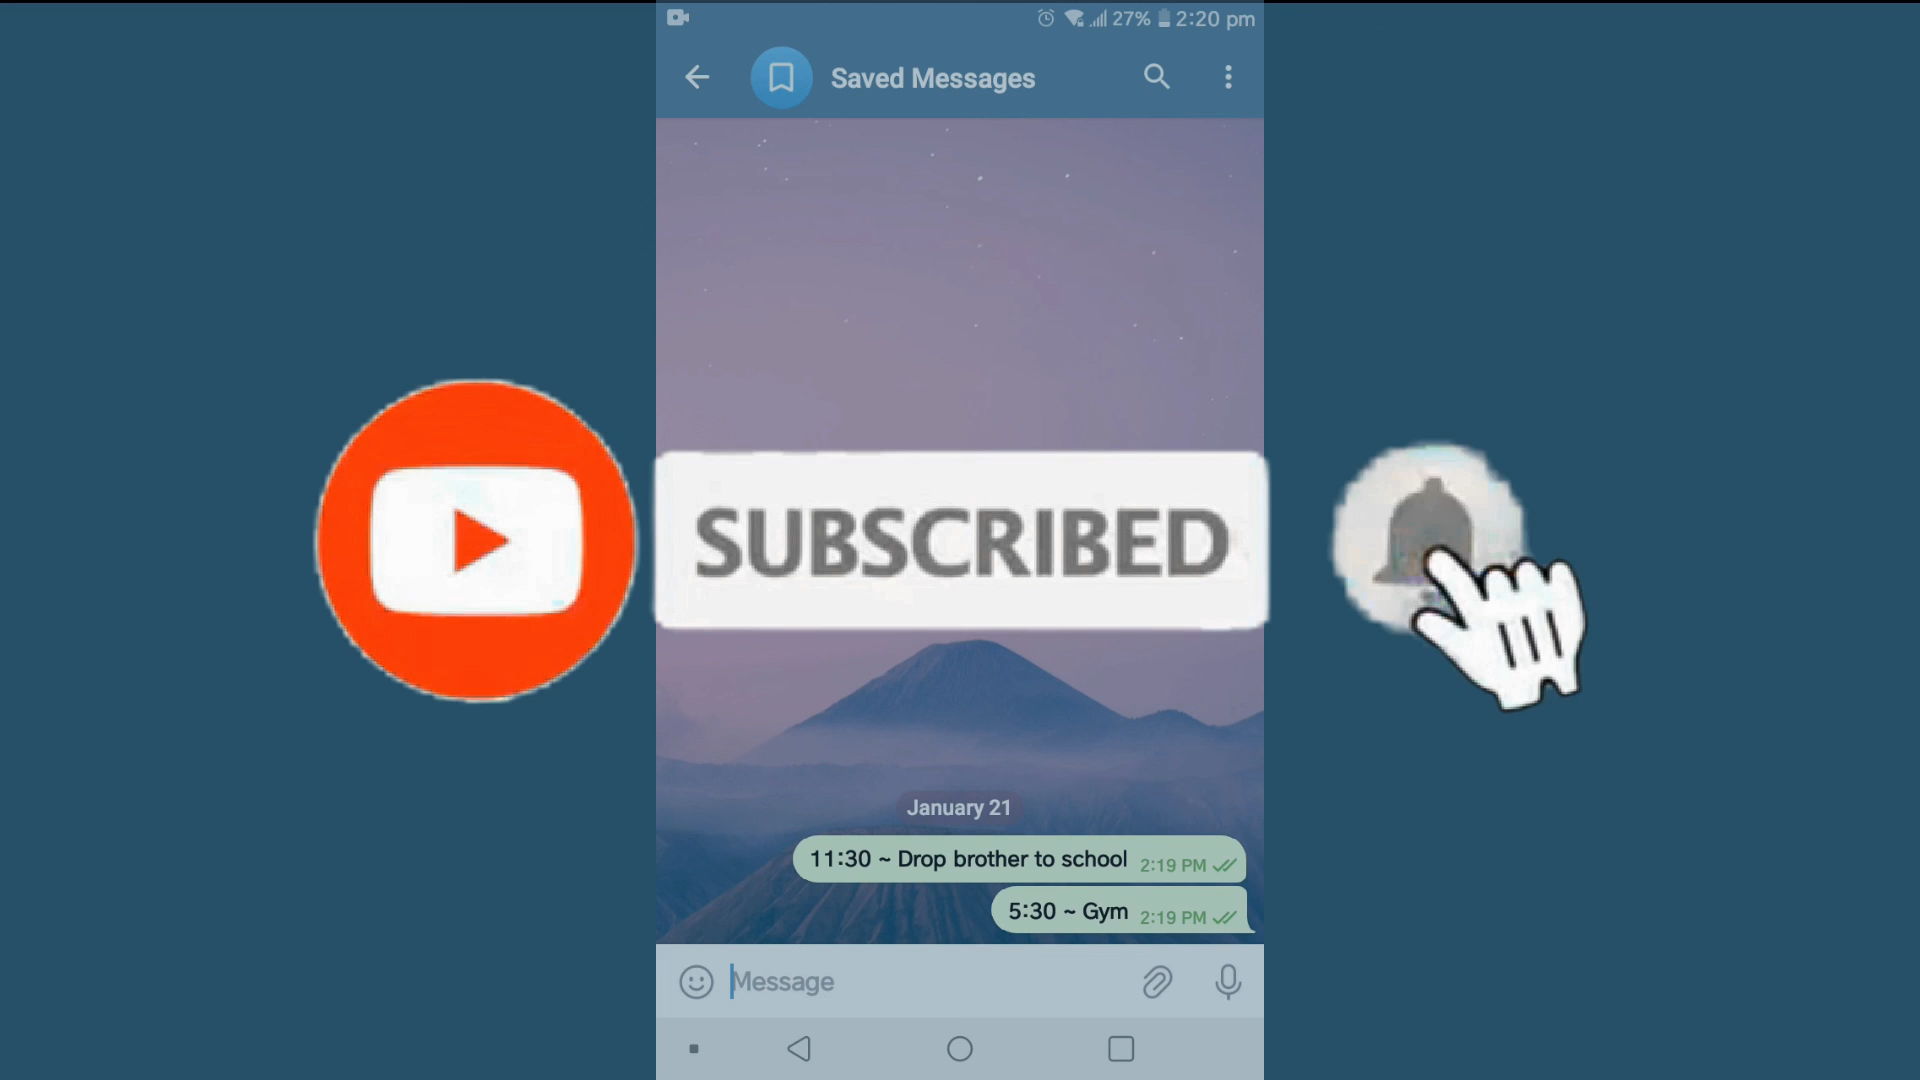 27% 2:20 pm
Saved Messages
SUBSCRIBED
January 21
11:30 ~ Drop brother to school 2:19 PM
5:30 ~ Gym 2:19 PM
Message